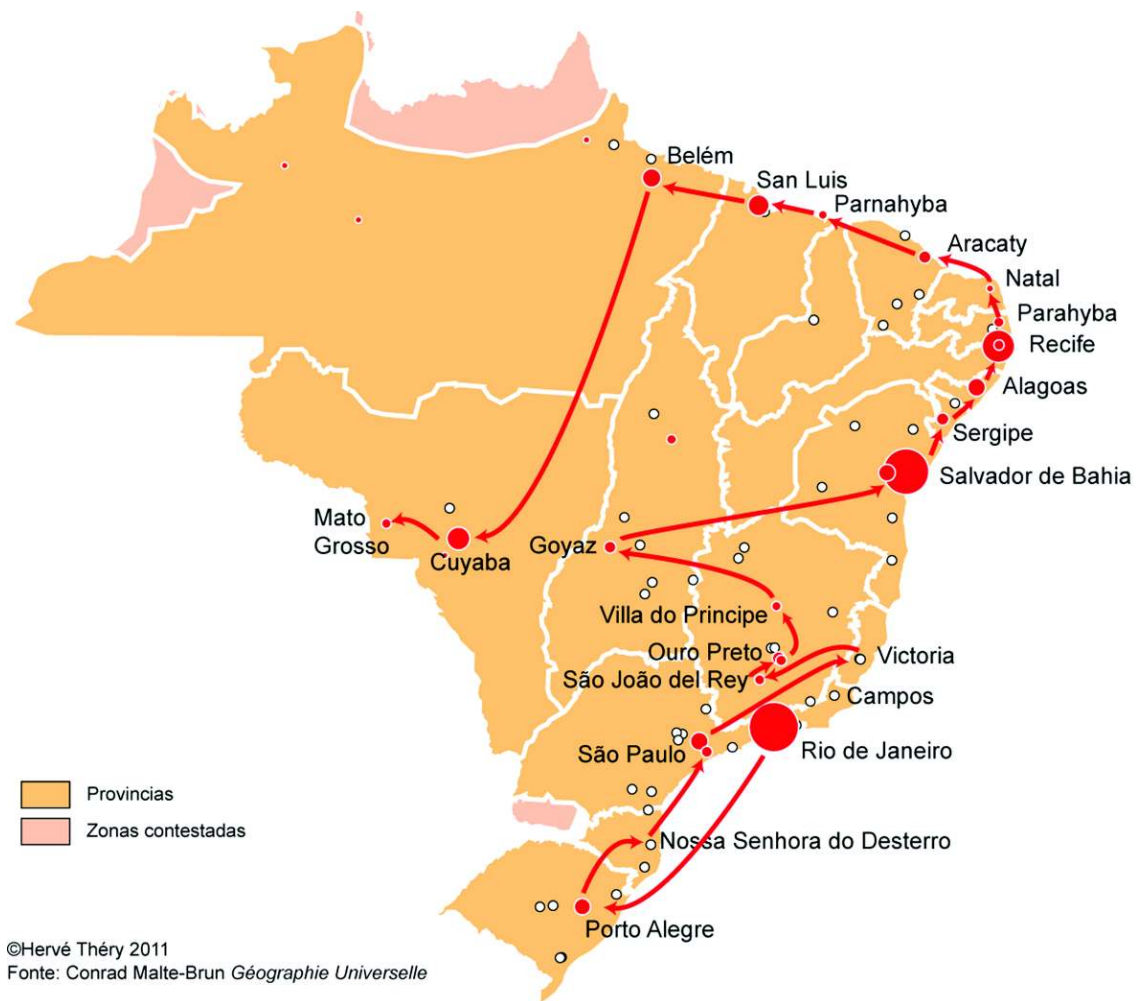 Belém
San Luis
Parnahyba
Aracaty
Natal
Parahyba
Recife
Alagoas
Sergipe
Salvador de Bahia
Mato
Grosso
Cuyaba
Goyaz
Villa do Principe
Ouro Preto
Victoria
São João del Rey
Campos
São Paulo
Rio de Janeiro
Provincias
Zonas contestadas
Nossa Senhora do Desterro
Porto Alegre
©Hervé Théry 2011
Fonte: Conrad Malte-Brun Géographie Universelle